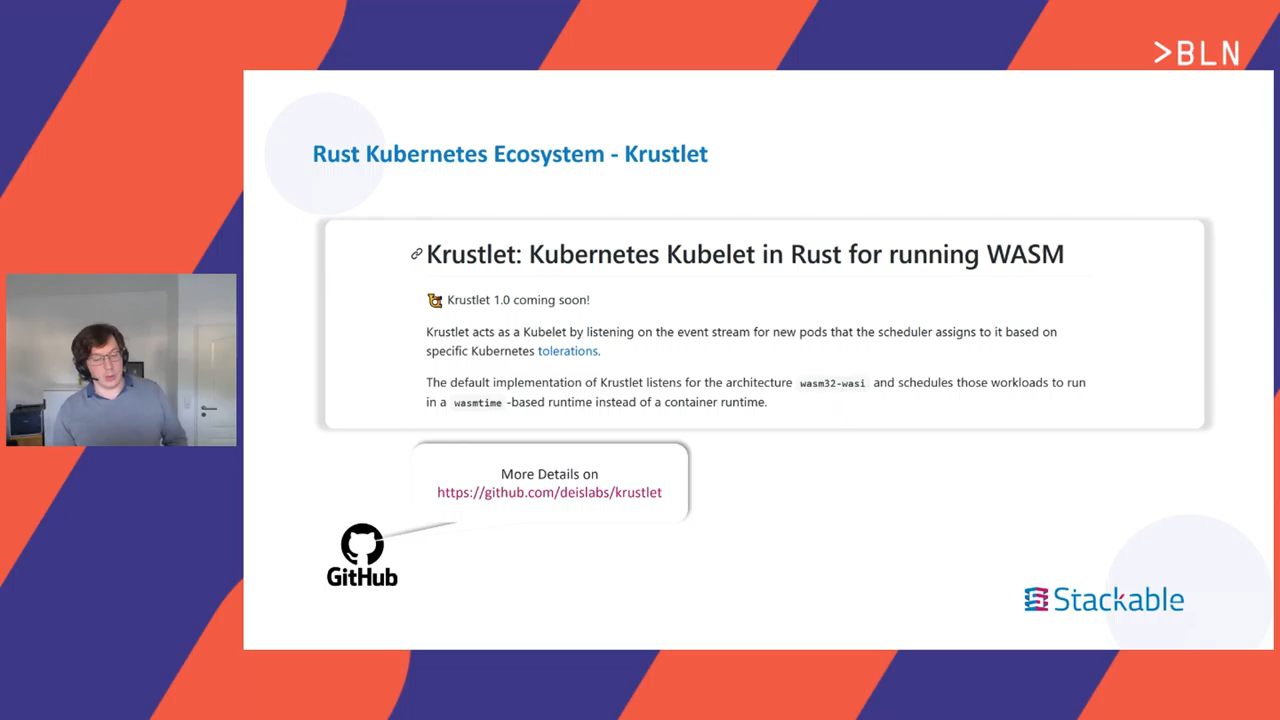 >BLN
Rust Kubernetes Ecosystem - Krustlet
Krustlet: Kubernetes Kubelet in Rust for running WASM
Krustlet 1.0 coming soon!
Krustlet acts as a Kubelet by listening on the event stream for new pods that the scheduler assigns to it based on
specific Kubernetes tolerations.
The default implementation of Krustlet listens for the architecture wasm32-wasi and schedules those workloads to run
in a wasmtime -based runtime instead of a container runtime.
More Details on
https://github.com/deislabs/krustlet
GitHub
Stackable